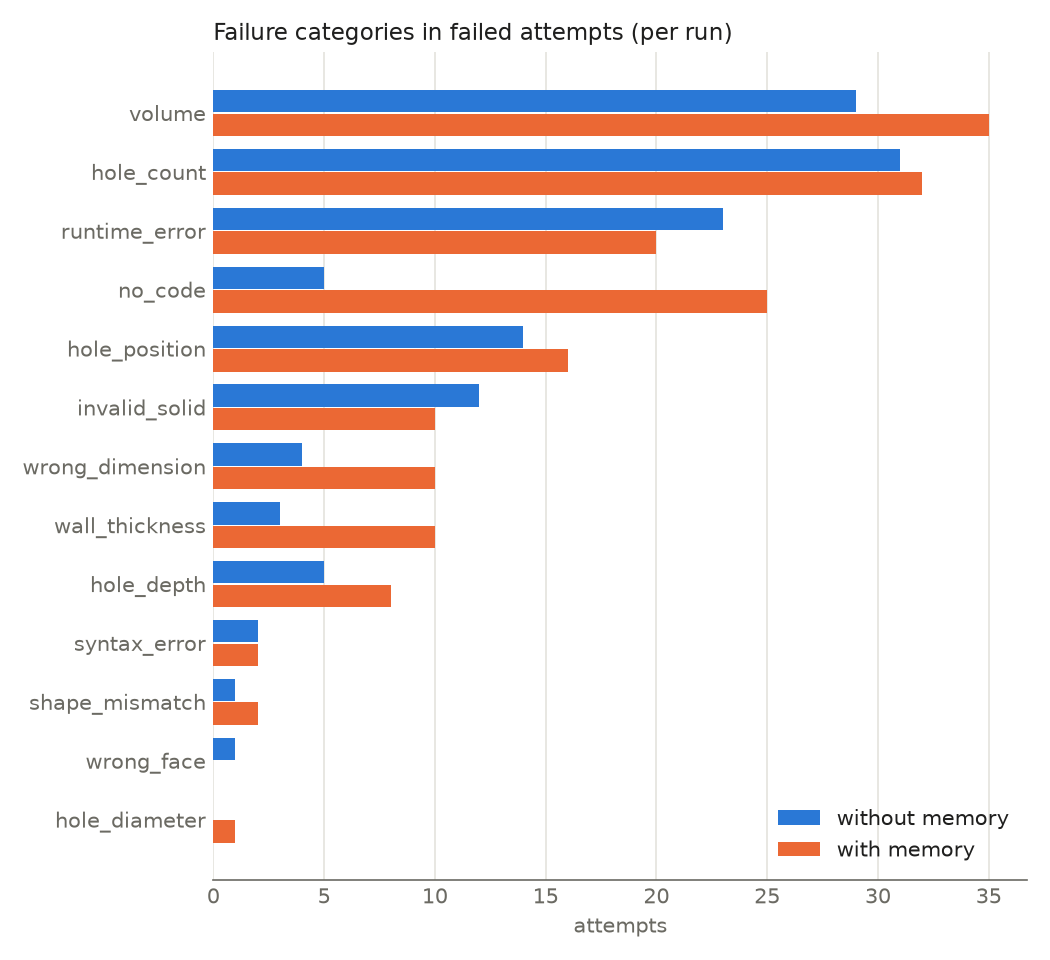 Failure categories in failed attempts (per run)
volume
hole_count
runtime_error
no_code
hole_position
invalid_solid
wrong_dimension
wall_thickness
hole_depth
syntax_error
shape_mismatch
wrong_face
hole_diameter
without memory
with memory
0 5 10 15 20 25 30 35
attempts